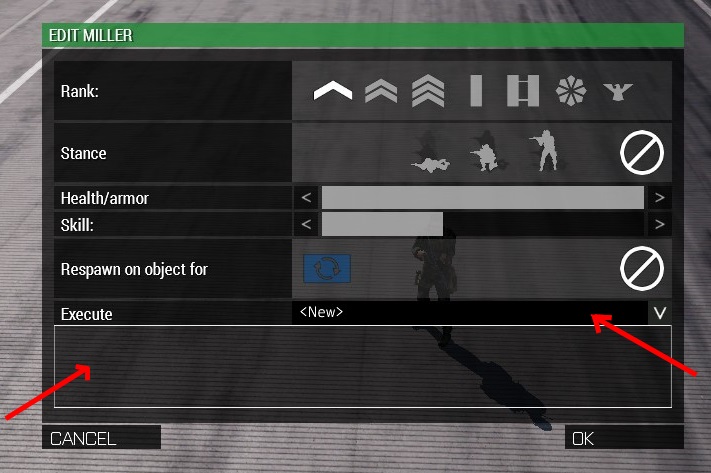 EDIT MILLER
Rank:
Stance
Health/armor
Skill:
Respawn on object for
Execute <New>
CANCEL OK